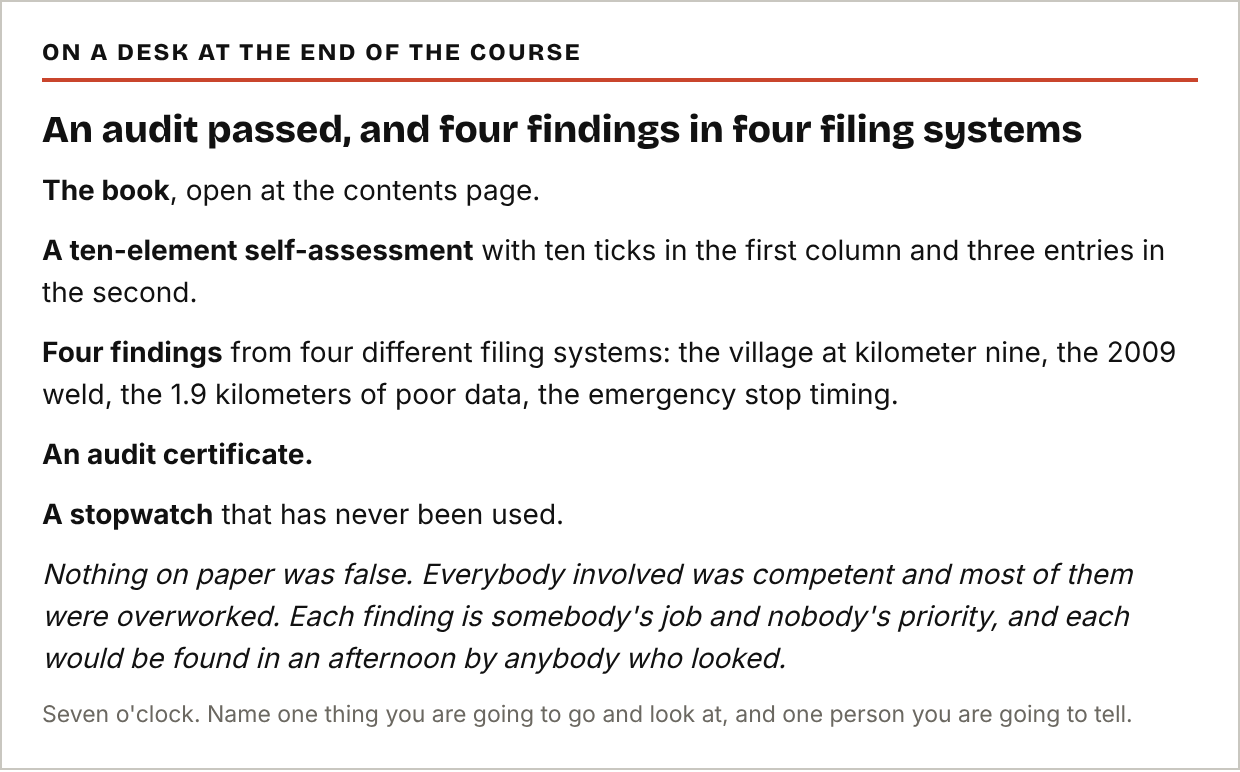 ON A DESK AT THE END OF THE COURSE
An audit passed, and four findings in four filing systems
The book, open at the contents page.
A ten-element self-assessment with ten ticks in the first column and three entries in
the second.
Four findings from four different filing systems: the village at kilometer nine, the 2009
weld, the 1.9 kilometers of poor data, the emergency stop timing.
An audit certificate.
A stopwatch that has never been used.
Nothing on paper was false. Everybody involved was competent and most of them
were overworked. Each finding is somebody's job and nobody's priority, and each
would be found in an afternoon by anybody who looked.
Seven o'clock. Name one thing you are going to go and look at, and one person you are going to tell.